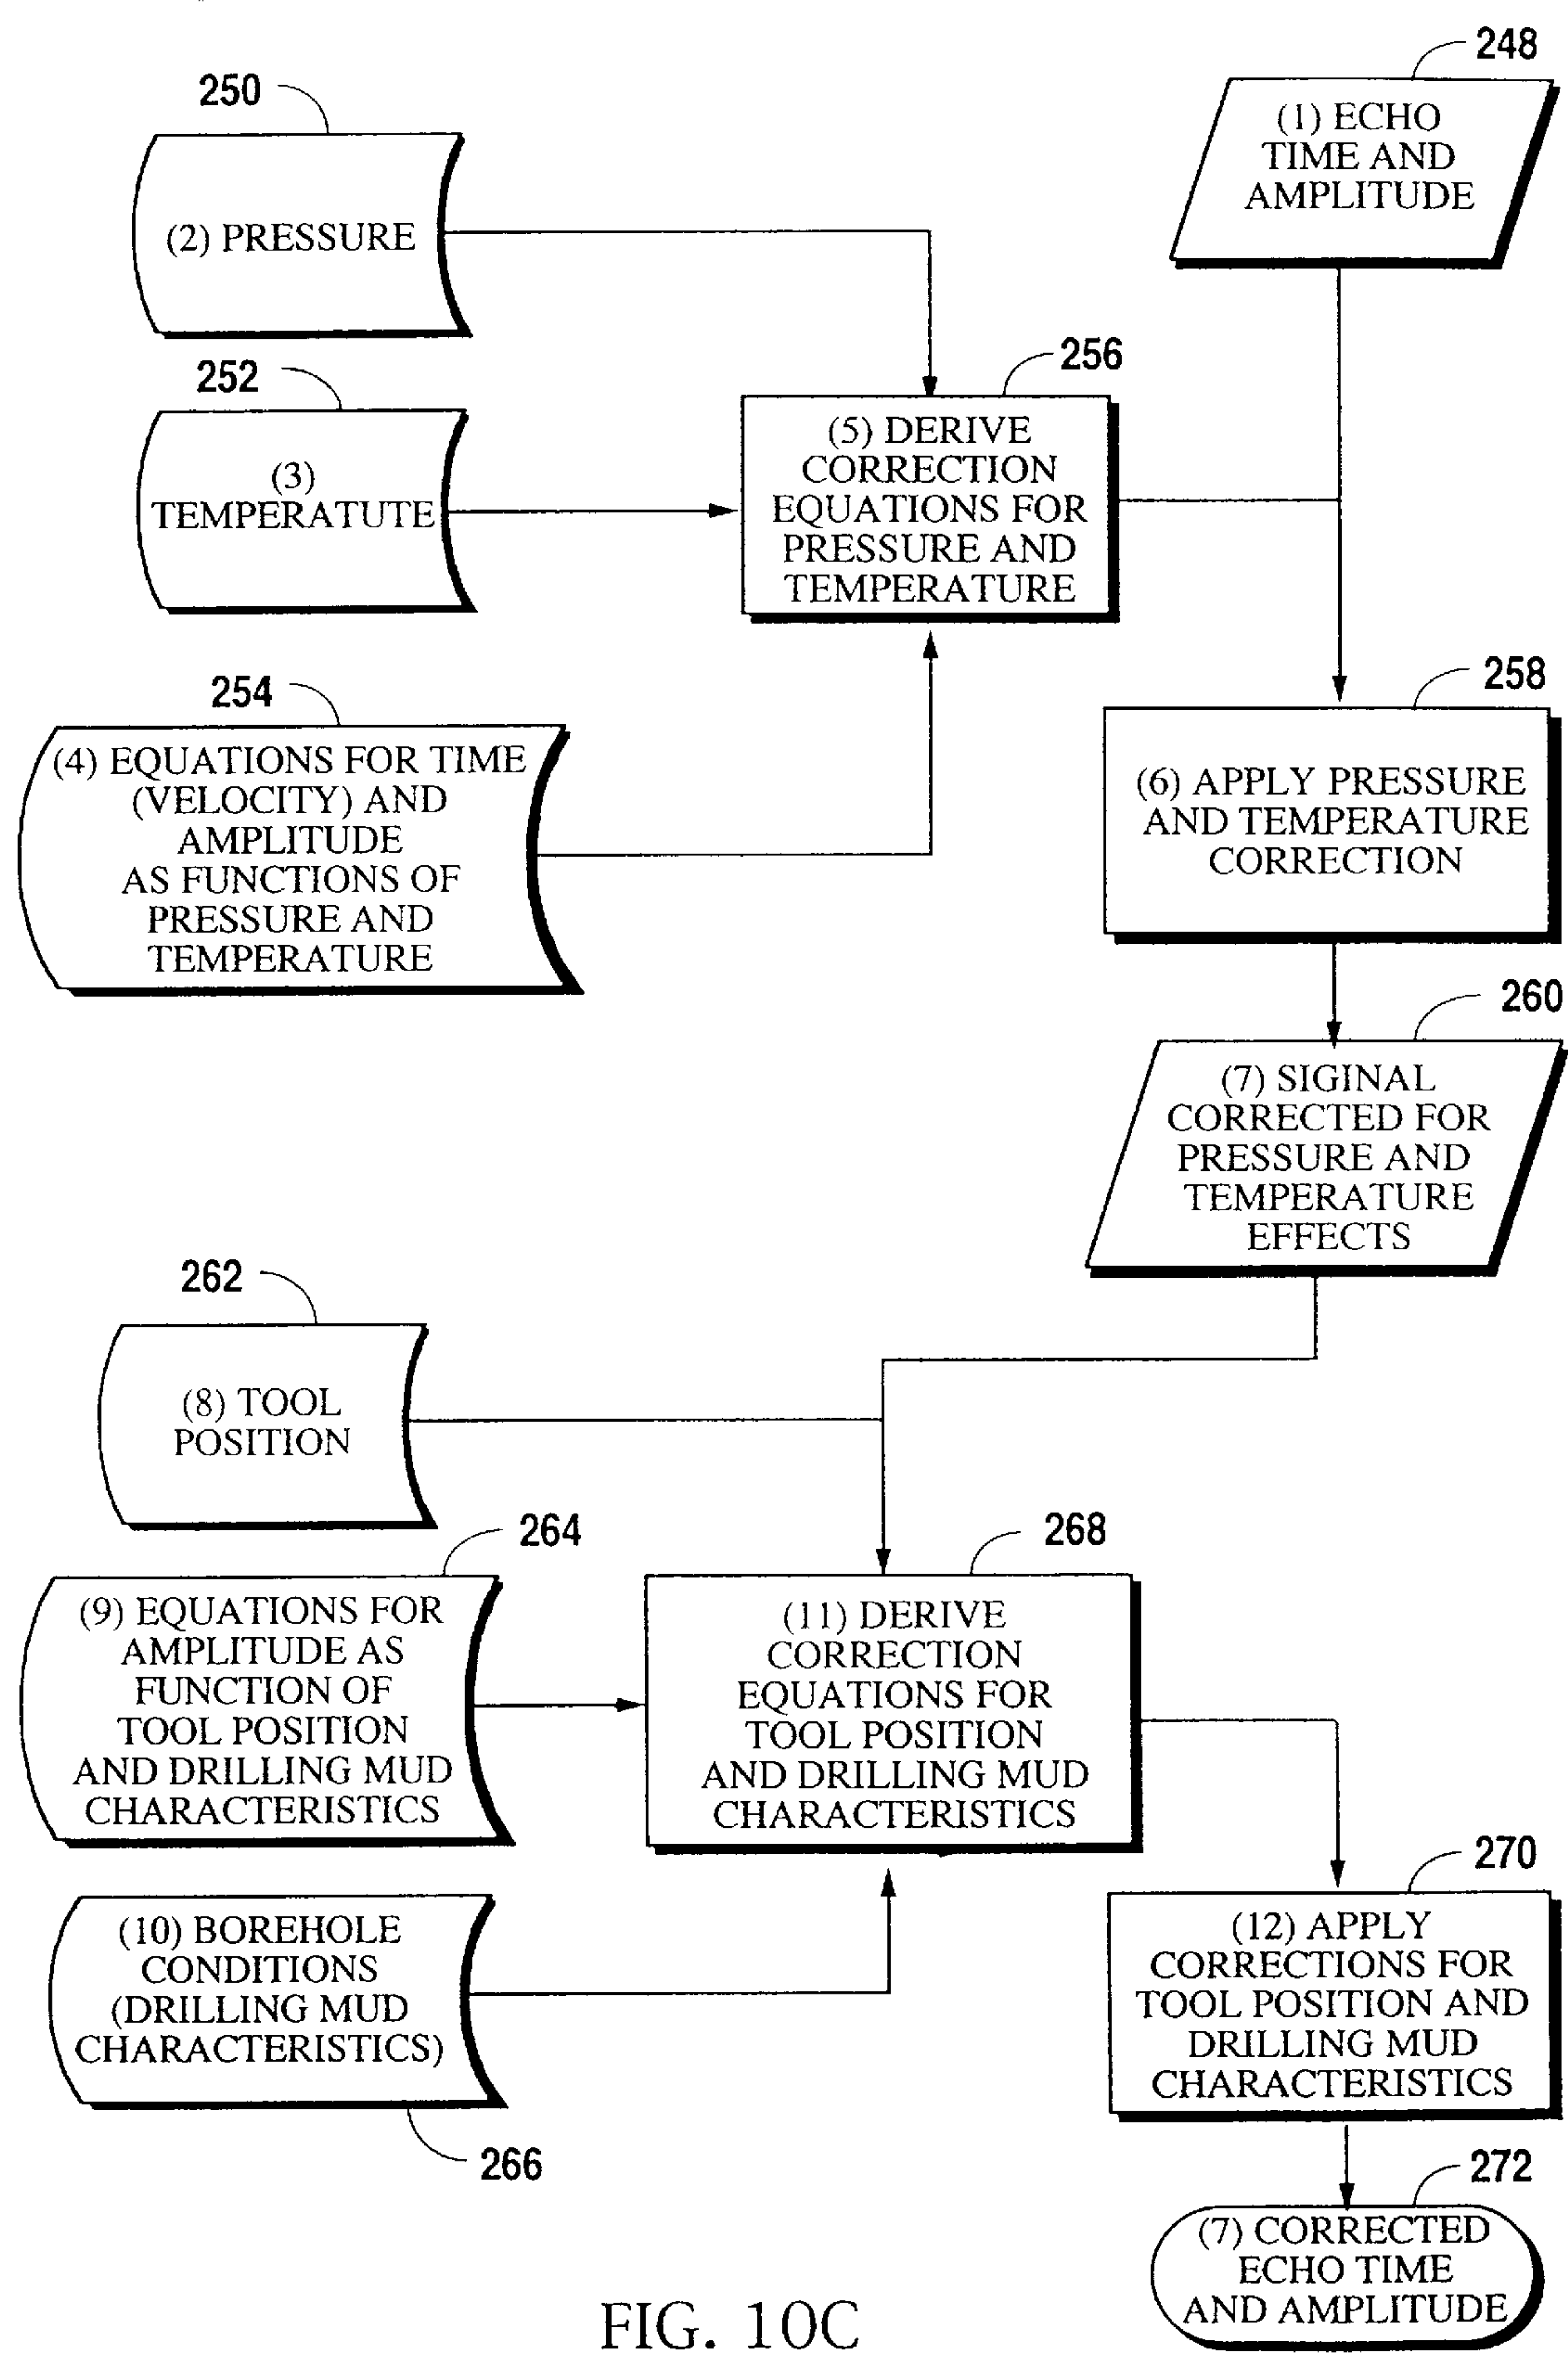 248
(1) ECHO
TIME AND
AMPLITUDE
250
(2) PRESSURE
252
(3)
TEMPERATUTE
256
(5) DERIVE
CORRECTION
EQUATIONS FOR
PRESSURE AND
TEMPERATURE
254
(4) EQUATIONS FOR TIME
(VELOCITY) AND
AMPLITUDE
AS FUNCTIONS OF
PRESSURE AND
TEMPERATURE
258
(6) APPLY PRESSURE
AND TEMPERATURE
CORRECTION
260
(7) SIGINAL
CORRECTED FOR
PRESSURE AND
TEMPERATURE
EFFECTS
262
(8) TOOL
POSITION
264
(9) EQUATIONS FOR
AMPLITUDE AS
FUNCTION OF
TOOL POSITION
AND DRILLING MUD
CHARACTERISTICS
268
(11) DERIVE
CORRECTION
EQUATIONS FOR
TOOL POSITION
AND DRILLING MUD
CHARACTERISTICS
(10) BOREHOLE
CONDITIONS
(DRILLING MUD
CHARACTERISTICS)
266
270
(12) APPLY
CORRECTIONS FOR
TOOL POSITION AND
DRILLING MUD
CHARACTERISTICS
272
(7) CORRECTED
ECHO TIME
AND AMPLITUDE
FIG. 10C